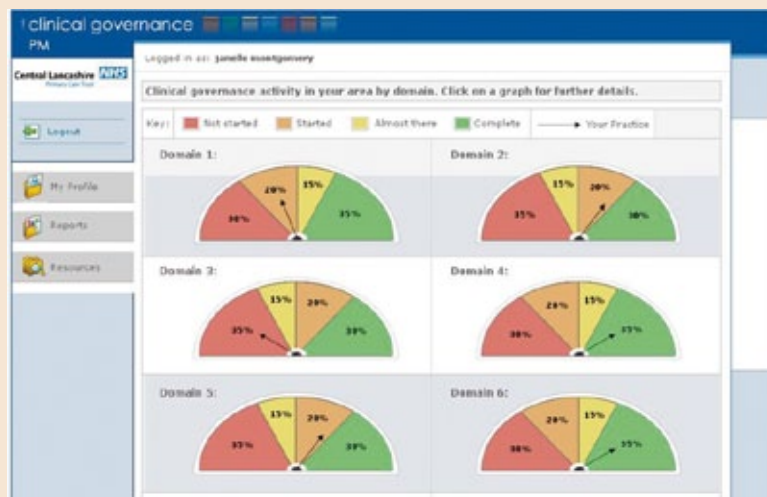 clinical governance
PM
Central Lancashire NHS
Primary Care Trust
Logged in as: janelle montgomery
Clinical governance activity in your area by domain. Click on a graph for further details.
Key: Not started Started Almost there Complete Your Practice
Logout
My Profile
Reports
Resources
Domain 1:
30% 20% 15% 35%
Domain 2:
35% 15% 20% 30%
Domain 3:
35% 15% 20% 30%
Domain 4:
30% 20% 15% 35%
Domain 5:
35% 15% 20% 30%
Domain 6:
30% 20% 15% 35%